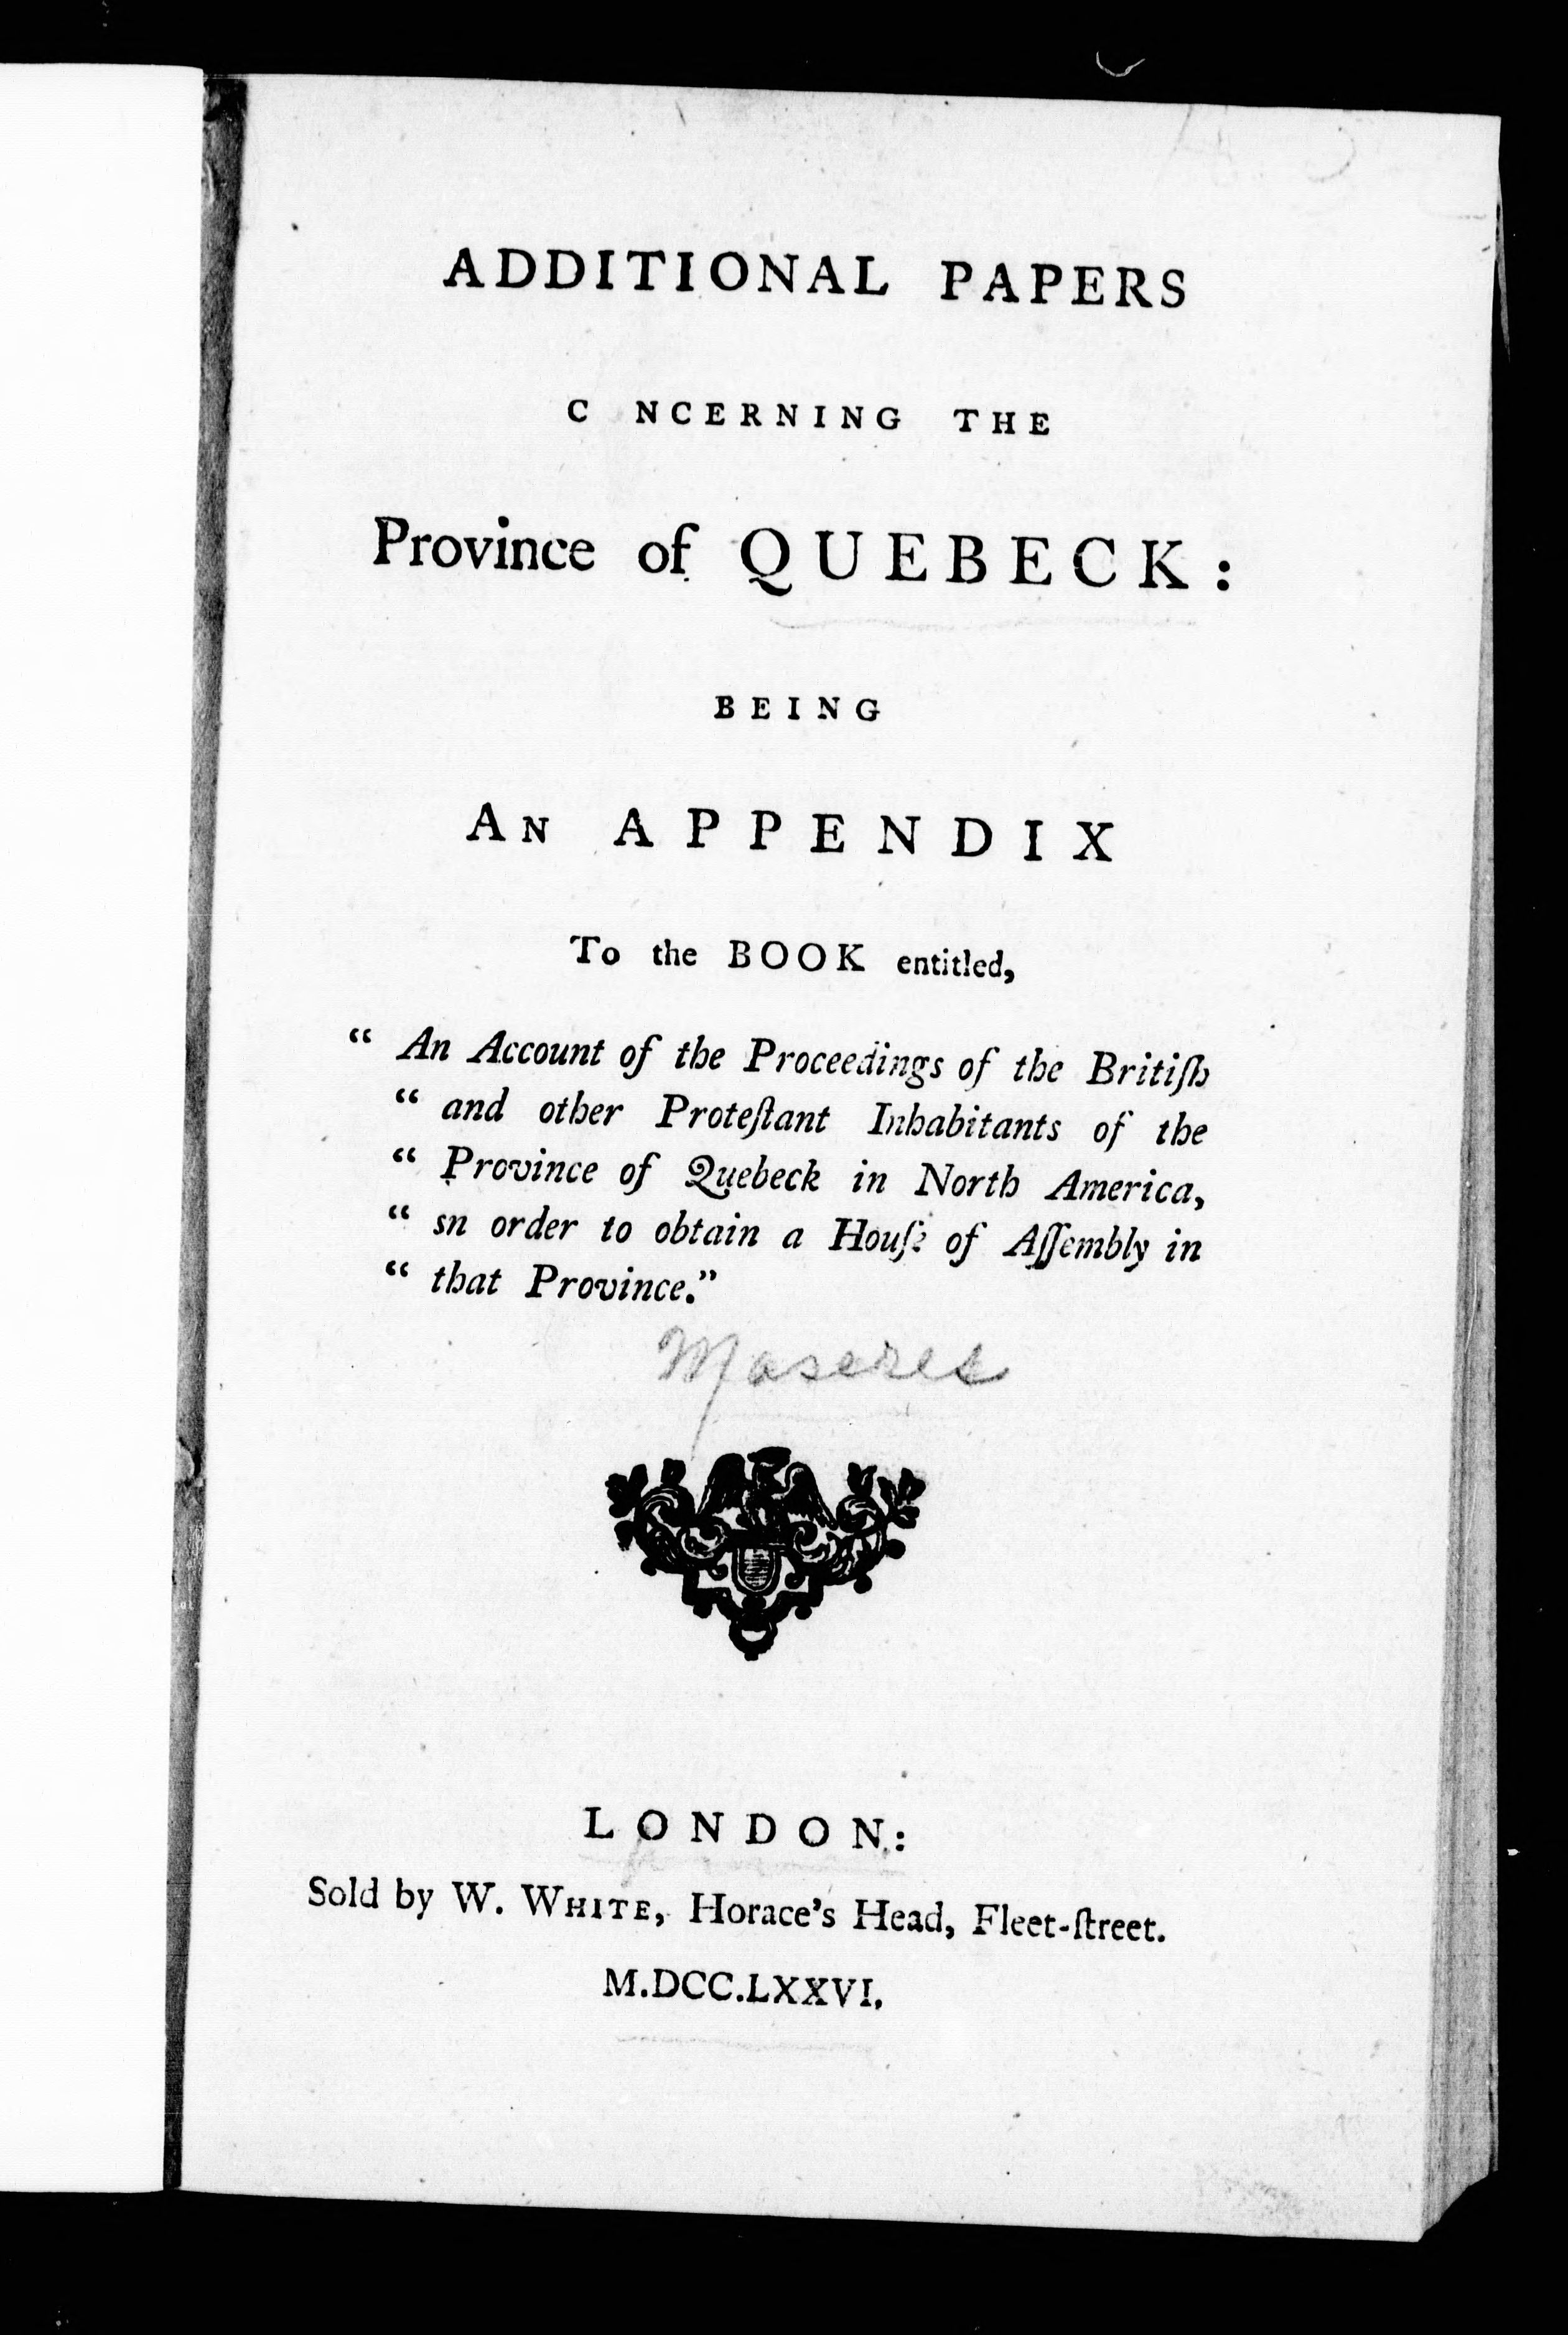 ADDITIONAL PAPERS
C NCERNING THE
Province of QUEBECK:
BEING
AN APPENDIX
To the BOOK entitled,
“ An Account of the Proceedings of the Britiſh
“ and other Proteſtant Inhabitants of the
“ Province of Quebeck in North America,
“ sn order to obtain a Houſe of Aſſembly in
“ that Province.”
Maseres
LONDON:
Sold by W. WHITE, Horace’s Head, Fleet-ſtreet.
M.DCC.LXXVI.